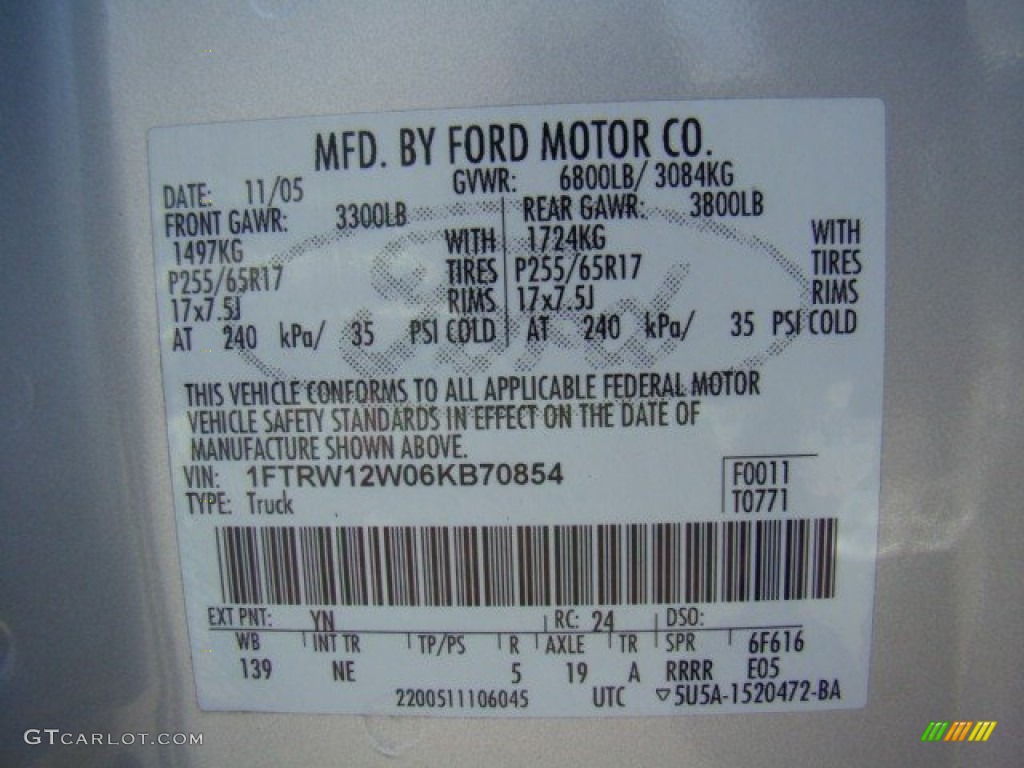 MFD. BY FORD MOTOR CO.
DATE: 11/05 GVWR: 6800LB/ 3084KG
FRONT GAWR: 3300LB REAR GAWR: 3800LB
1497KG WITH 1724KG WITH
P255/65R17 TIRES P255/65R17 TIRES
17x7.5J RIMS 17x7.5J RIMS
AT 240 kPa/ 35 PSI COLD AT 240 kPa/ 35 PSI COLD
Ford
THIS VEHICLE CONFORMS TO ALL APPLICABLE FEDERAL MOTOR
VEHICLE SAFETY STANDARDS IN EFFECT ON THE DATE OF
MANUFACTURE SHOWN ABOVE.
VIN: 1FTRW12W06KB70854 F0011
TYPE: Truck T0771
EXT PNT: YN RC: 24 DSO:
WB INT TR TP/PS R AXLE TR SPR 6F616
139 NE 5 19 A RRRR E05
2200511106045 UTC ▽5U5A-1520472-BA
GTCARLOT.COM